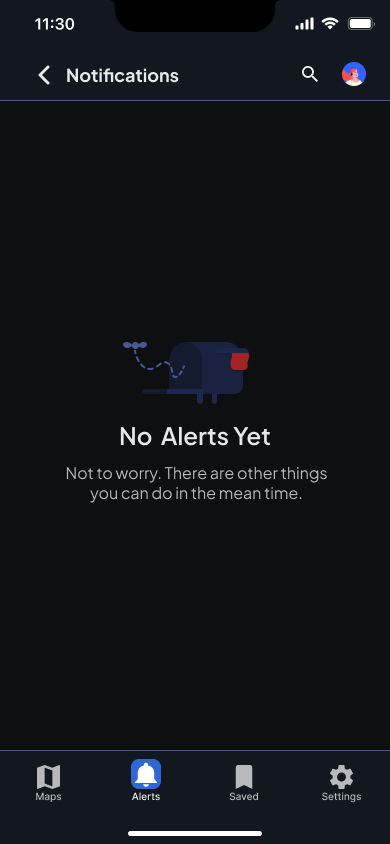 11:30
Notifications
No Alerts Yet
Not to worry. There are other things
you can do in the mean time.
Maps
Alerts
Saved
Settings